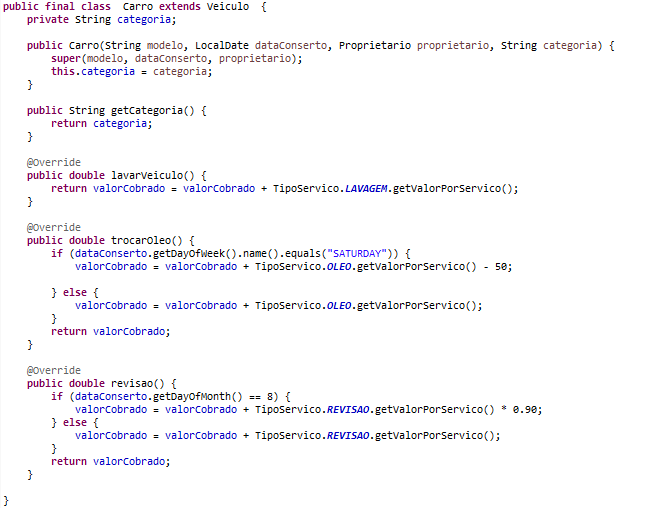 public final class  Carro extends Veiculo  {
    private String categoria;

    public Carro(String modelo, LocalDate dataConserto, Proprietario proprietario, String categoria) {
        super(modelo, dataConserto, proprietario);
        this.categoria = categoria;
    }

    public String getCategoria() {
        return categoria;
    }

    @Override
    public double lavarVeiculo() {
        return valorCobrado = valorCobrado + TipoServico.LAVAGEM.getValorPorServico();
    }

    @Override
    public double trocarOleo() {
        if (dataConserto.getDayOfWeek().name().equals("SATURDAY")) {
            valorCobrado = valorCobrado + TipoServico.OLEO.getValorPorServico() - 50;

        } else {
            valorCobrado = valorCobrado + TipoServico.OLEO.getValorPorServico();
        }
        return valorCobrado;
    }

    @Override
    public double revisao() {
        if (dataConserto.getDayOfMonth() == 8) {
            valorCobrado = valorCobrado + TipoServico.REVISAO.getValorPorServico() * 0.90;
        } else {
            valorCobrado = valorCobrado + TipoServico.REVISAO.getValorPorServico();
        }
        return valorCobrado;
    }

}